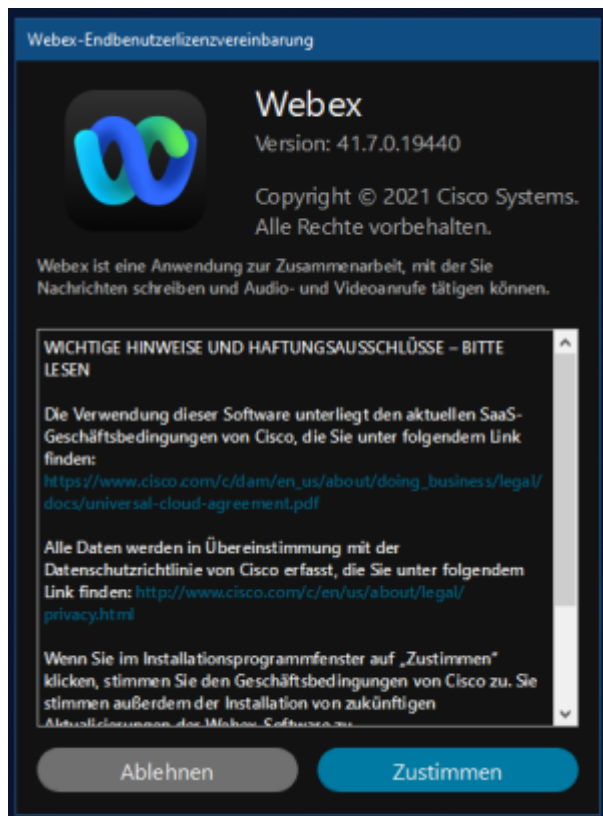 Webex-Endbenutzerlizenzvereinbarung
Webex
Version: 41.7.0.19440
Copyright © 2021 Cisco Systems.
Alle Rechte vorbehalten.
Webex ist eine Anwendung zur Zusammenarbeit, mit der Sie
Nachrichten schreiben und Audio- und Videoanrufe tätigen können.
WICHTIGE HINWEISE UND HAFTUNGSAUSSCHLÜSSE – BITTE
LESEN
Die Verwendung dieser Software unterliegt den aktuellen SaaS-
Geschäftsbedingungen von Cisco, die Sie unter folgendem Link
finden:
https://www.cisco.com/c/dam/en_us/about/doing_business/legal/
docs/universal-cloud-agreement.pdf
Alle Daten werden in Übereinstimmung mit der
Datenschutzrichtlinie von Cisco erfasst, die Sie unter folgendem
Link finden: http://www.cisco.com/c/en/us/about/legal/
privacy.html
Wenn Sie im Installationsprogrammfenster auf „Zustimmen“
klicken, stimmen Sie den Geschäftsbedingungen von Cisco zu. Sie
stimmen außerdem der Installation von zukünftigen
Aktualisierungen der Webex-Software zu.
Ablehnen
Zustimmen